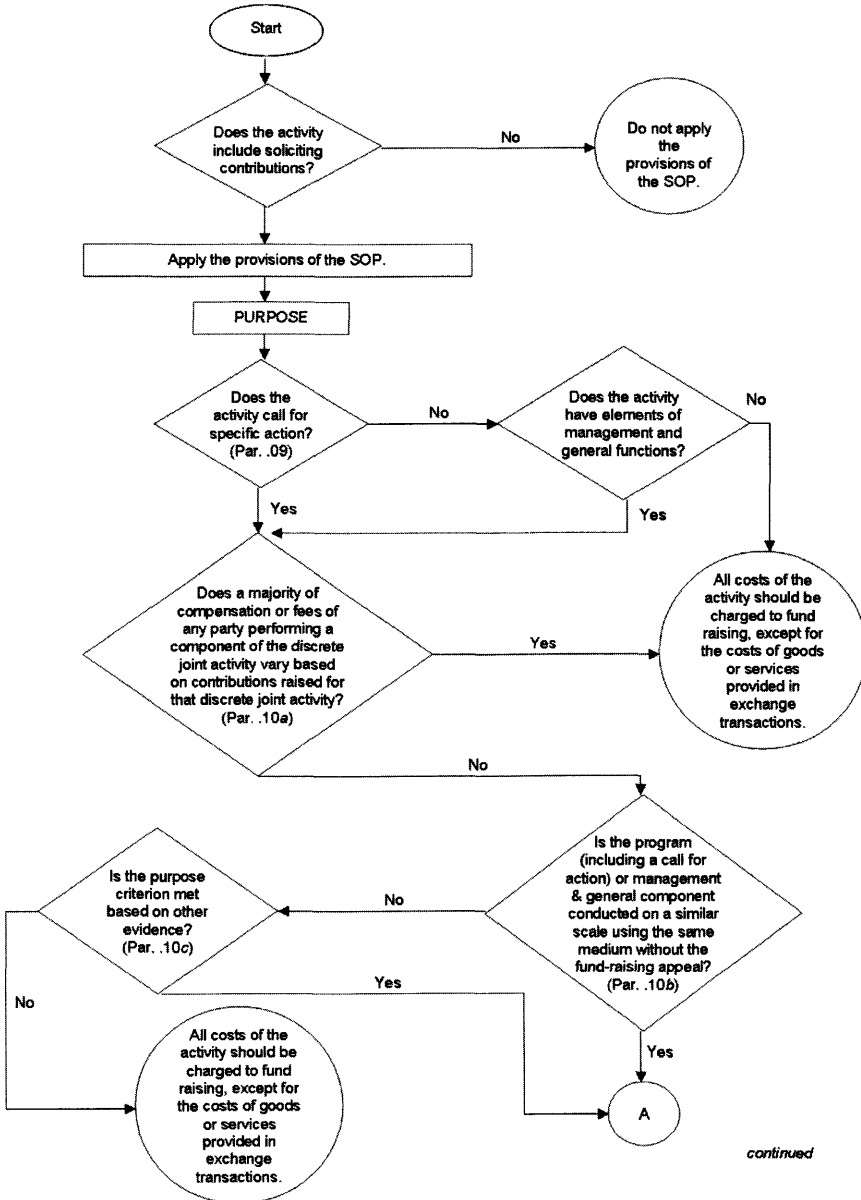 Start
Does the activity
include soliciting
contributions?
No
Do not apply
the
provisions of
the SOP.
Apply the provisions of the SOP.
PURPOSE
Does the
activity call for
specific action?
(Par. .09)
No
Does the activity
have elements of
management and
general functions?
No
Yes
Yes
Does a majority of
compensation or fees of
any party performing a
component of the discrete
joint activity vary based
on contributions raised for
that discrete joint activity?
(Par. .10a)
Yes
All costs of the
activity should be
charged to fund
raising, except for
the costs of goods
or services
provided in
exchange
transactions.
No
Is the program
(including a call for
action) or management
& general component
conducted on a similar
scale using the same
medium without the
fund-raising appeal?
(Par. .10b)
No
Is the purpose
criterion met
based on other
evidence?
(Par. .10c)
No
Yes
Yes
All costs of the
activity should be
charged to fund
raising, except for
the costs of goods
or services
provided in
exchange
transactions.
A
continued